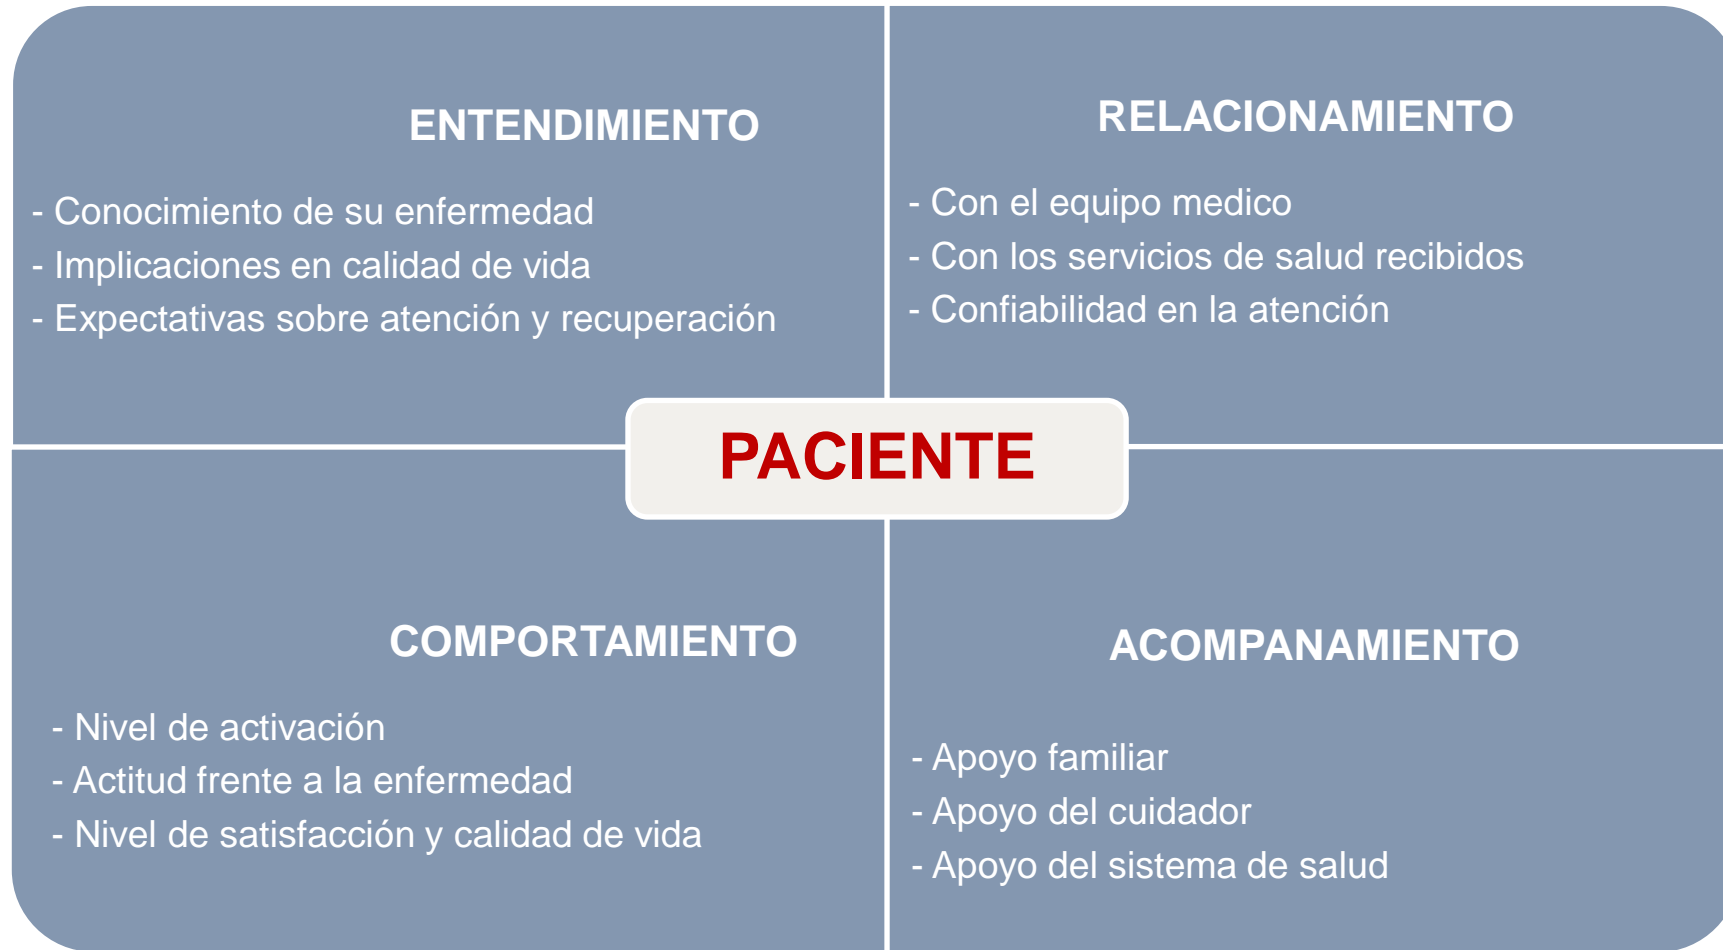 ENTENDIMIENTO
- Conocimiento de su enfermedad
- Implicaciones en calidad de vida
- Expectativas sobre atención y recuperación
RELACIONAMIENTO
- Con el equipo medico
- Con los servicios de salud recibidos
- Confiabilidad en la atención
PACIENTE
COMPORTAMIENTO
- Nivel de activación
- Actitud frente a la enfermedad
- Nivel de satisfacción y calidad de vida
ACOMPANAMIENTO
- Apoyo familiar
- Apoyo del cuidador
- Apoyo del sistema de salud